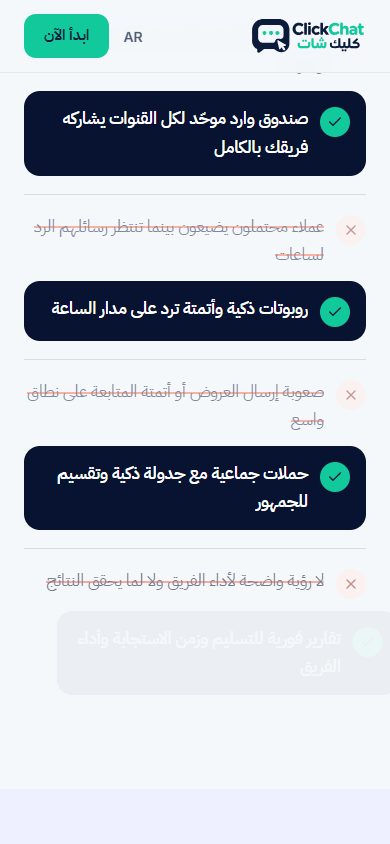 ClickChat
كليك شات
AR
ابدأ الآن
صندوق وارد موحّد لكل القنوات يشاركه
فريقك بالكامل
عملاء محتملون يضيعون بينما تنتظر رسائلهم الرد
لساعات
روبوتات ذكية وأتمتة ترد على مدار الساعة
صعوبة إرسال العروض أو أتمتة المتابعة على نطاق
واسع
حملات جماعية مع جدولة ذكية وتقسيم
للجمهور
لا رؤية واضحة لأداء الفريق ولا لما يحقق النتائج
تقارير فورية للتسليم وزمن الاستجابة وأداء
الفريق